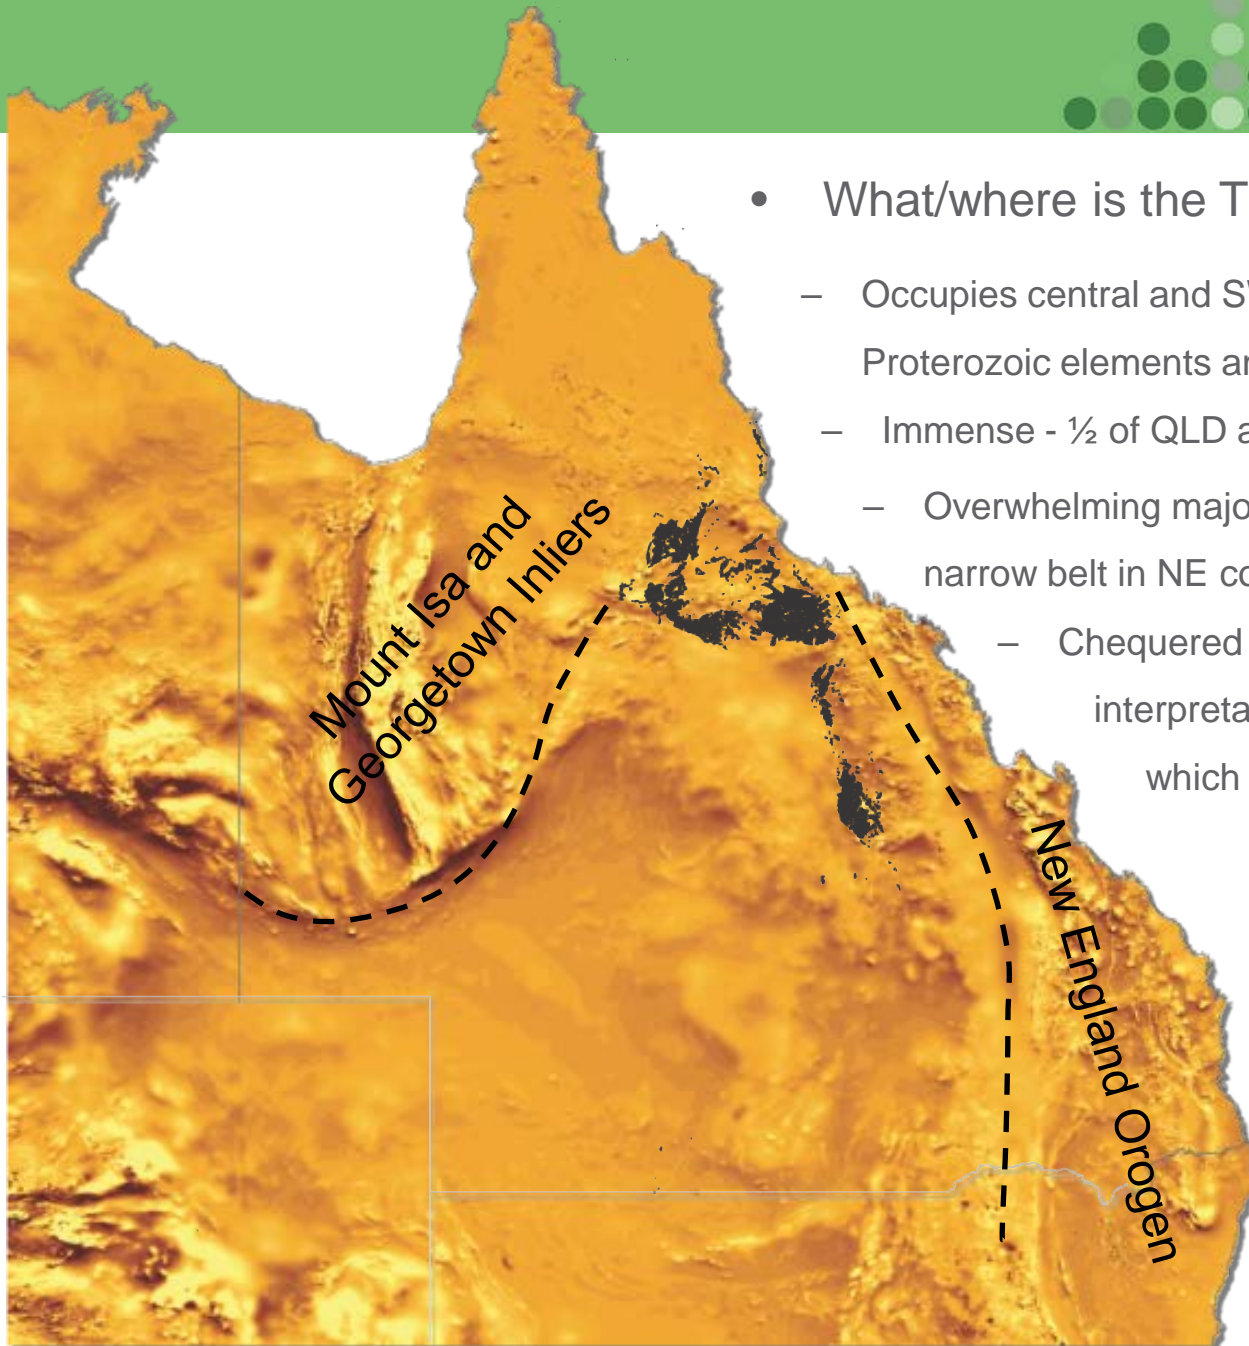 • What/where is the T
– Occupies central and S
Proterozoic elements a
– Immense - ½ of QLD a
– Overwhelming majo
narrow belt in NE co
– Chequered
interpreta
which
Mount Isa and
Georgetown Inliers
New England Orogen